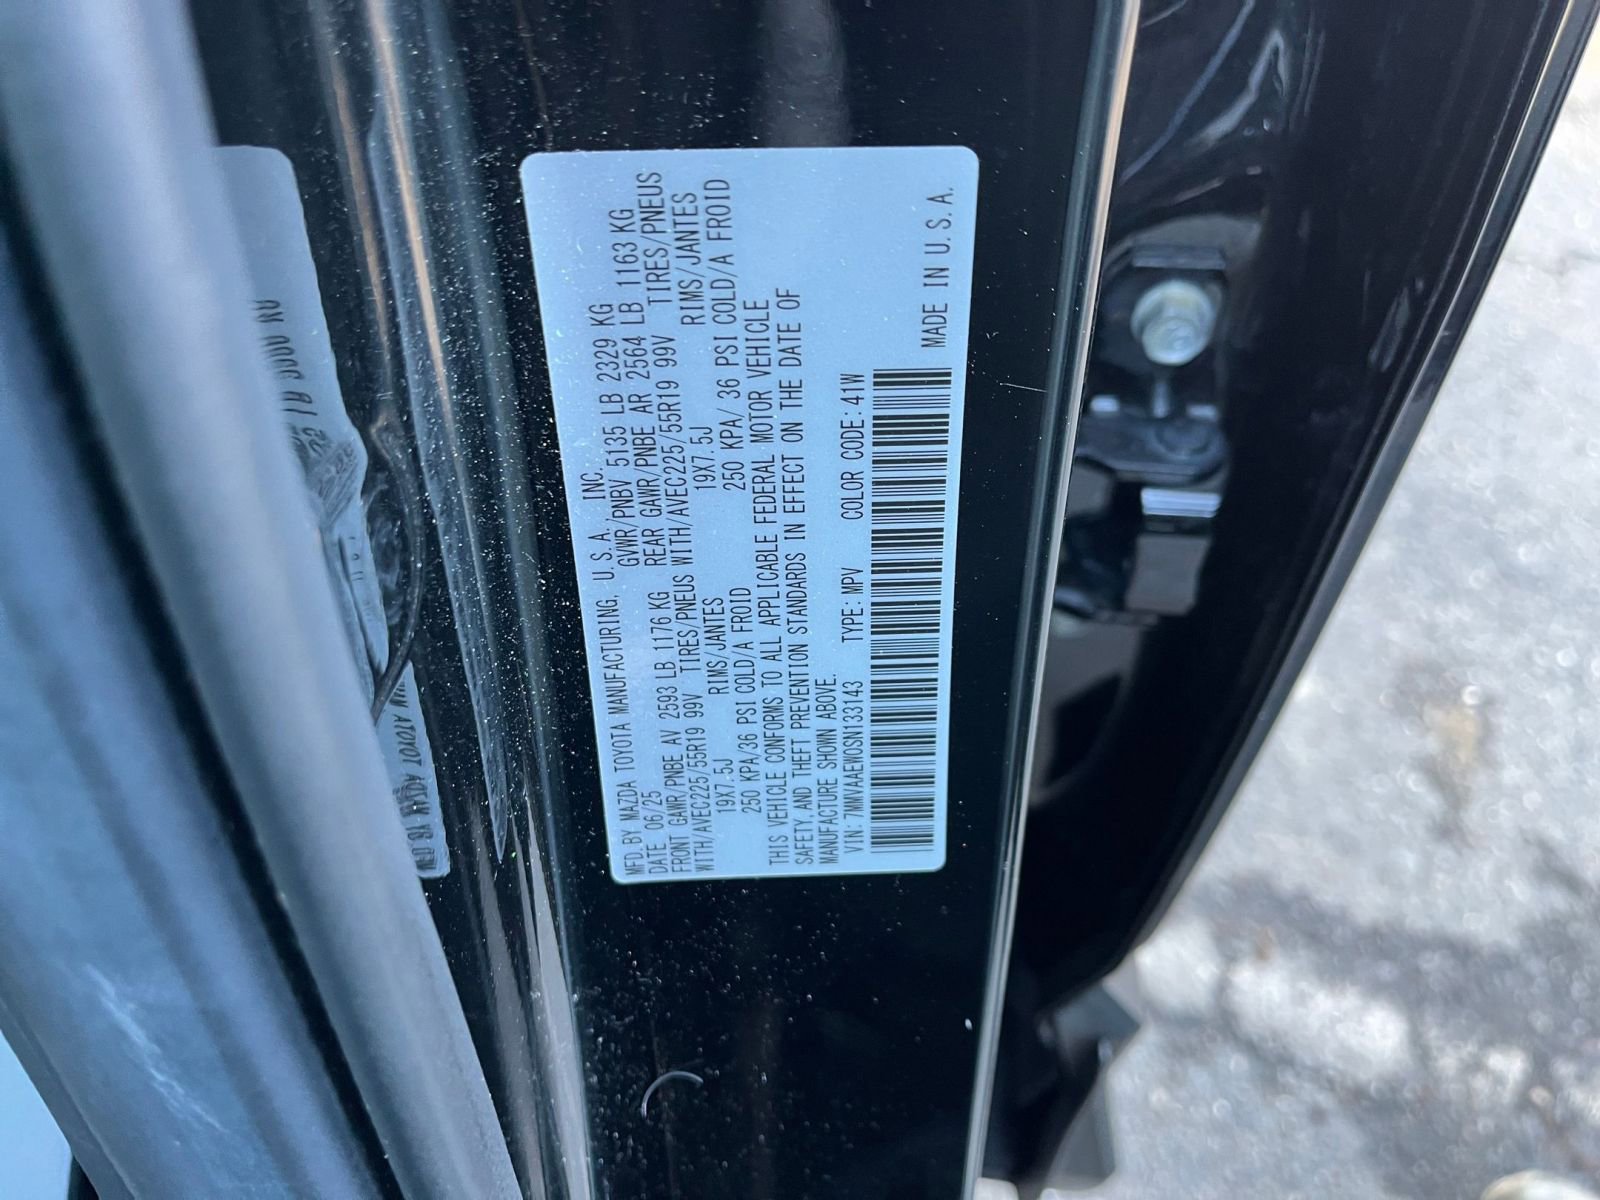 MFD. BY MAZDA TOYOTA MANUFACTURING, U.S.A., INC.
DATE 06/25 GVWR/PNBV 5135 LB 2329 KG
FRONT GAWR/PNBE AV 2593 LB 1176 KG REAR GAWR/PNBE AR 2564 LB 1163 KG
WITH/AVEC225/55R19 99V TIRES/PNEUS WITH/AVEC225/55R19 99V TIRES/PNEUS
19X7.5J RIMS/JANTES 19X7.5J RIMS/JANTES
250 KPA/36 PSI COLD/A FROID 250 KPA/ 36 PSI COLD/A FROID
THIS VEHICLE CONFORMS TO ALL APPLICABLE FEDERAL MOTOR VEHICLE
SAFETY, AND THEFT PREVENTION STANDARDS IN EFFECT ON THE DATE OF
MANUFACTURE SHOWN ABOVE.
VIN: 7MMVAAEW0SN133143 TYPE: MPV COLOR CODE: 41W
MADE IN U.S.A.